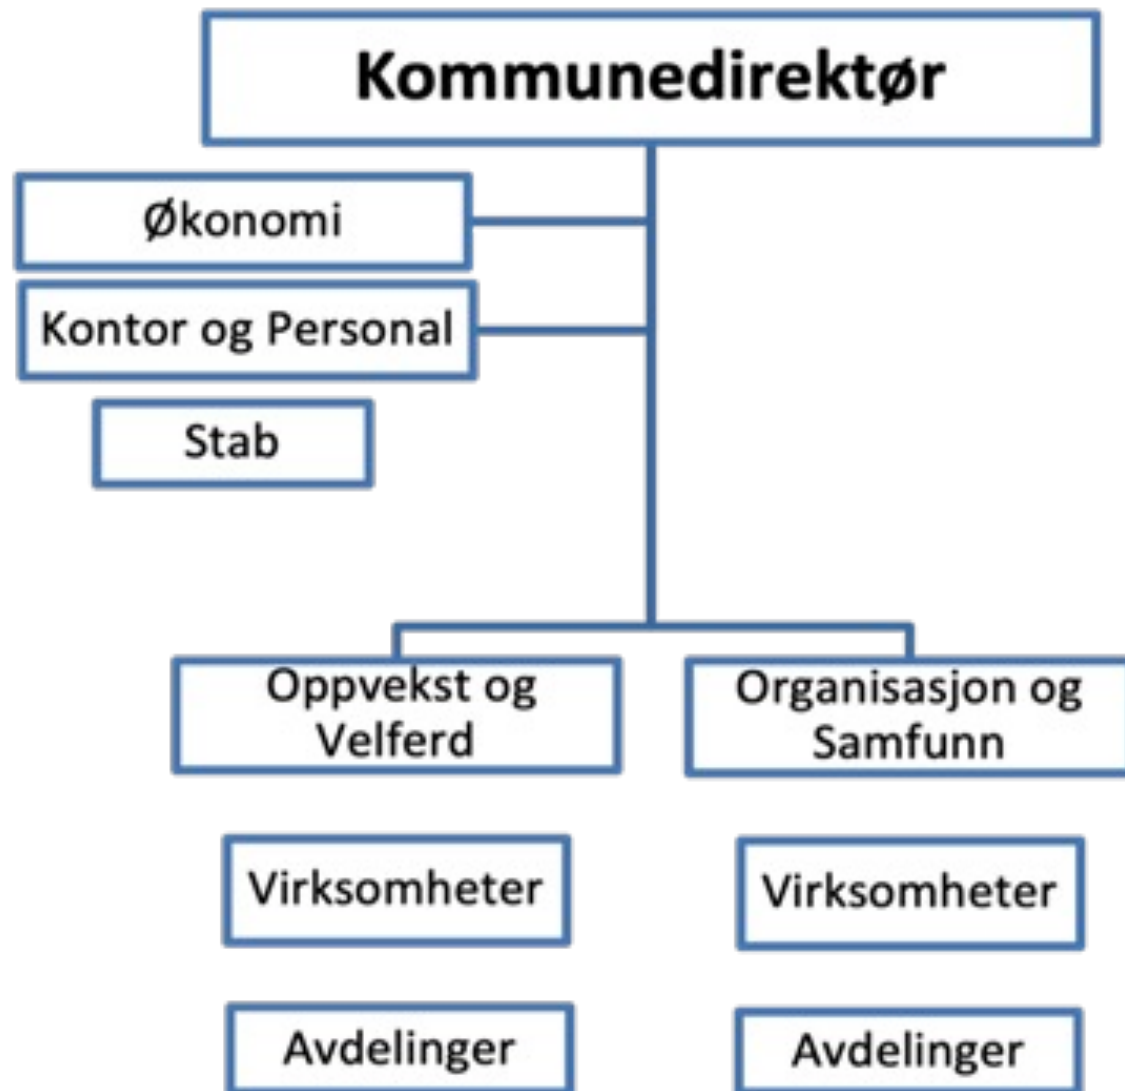 Kommunedirektør
Økonomi
Kontor og Personal
Stab
Oppvekst og
Velferd
Organisasjon og
Samfunn
Virksomheter
Virksomheter
Avdelinger
Avdelinger